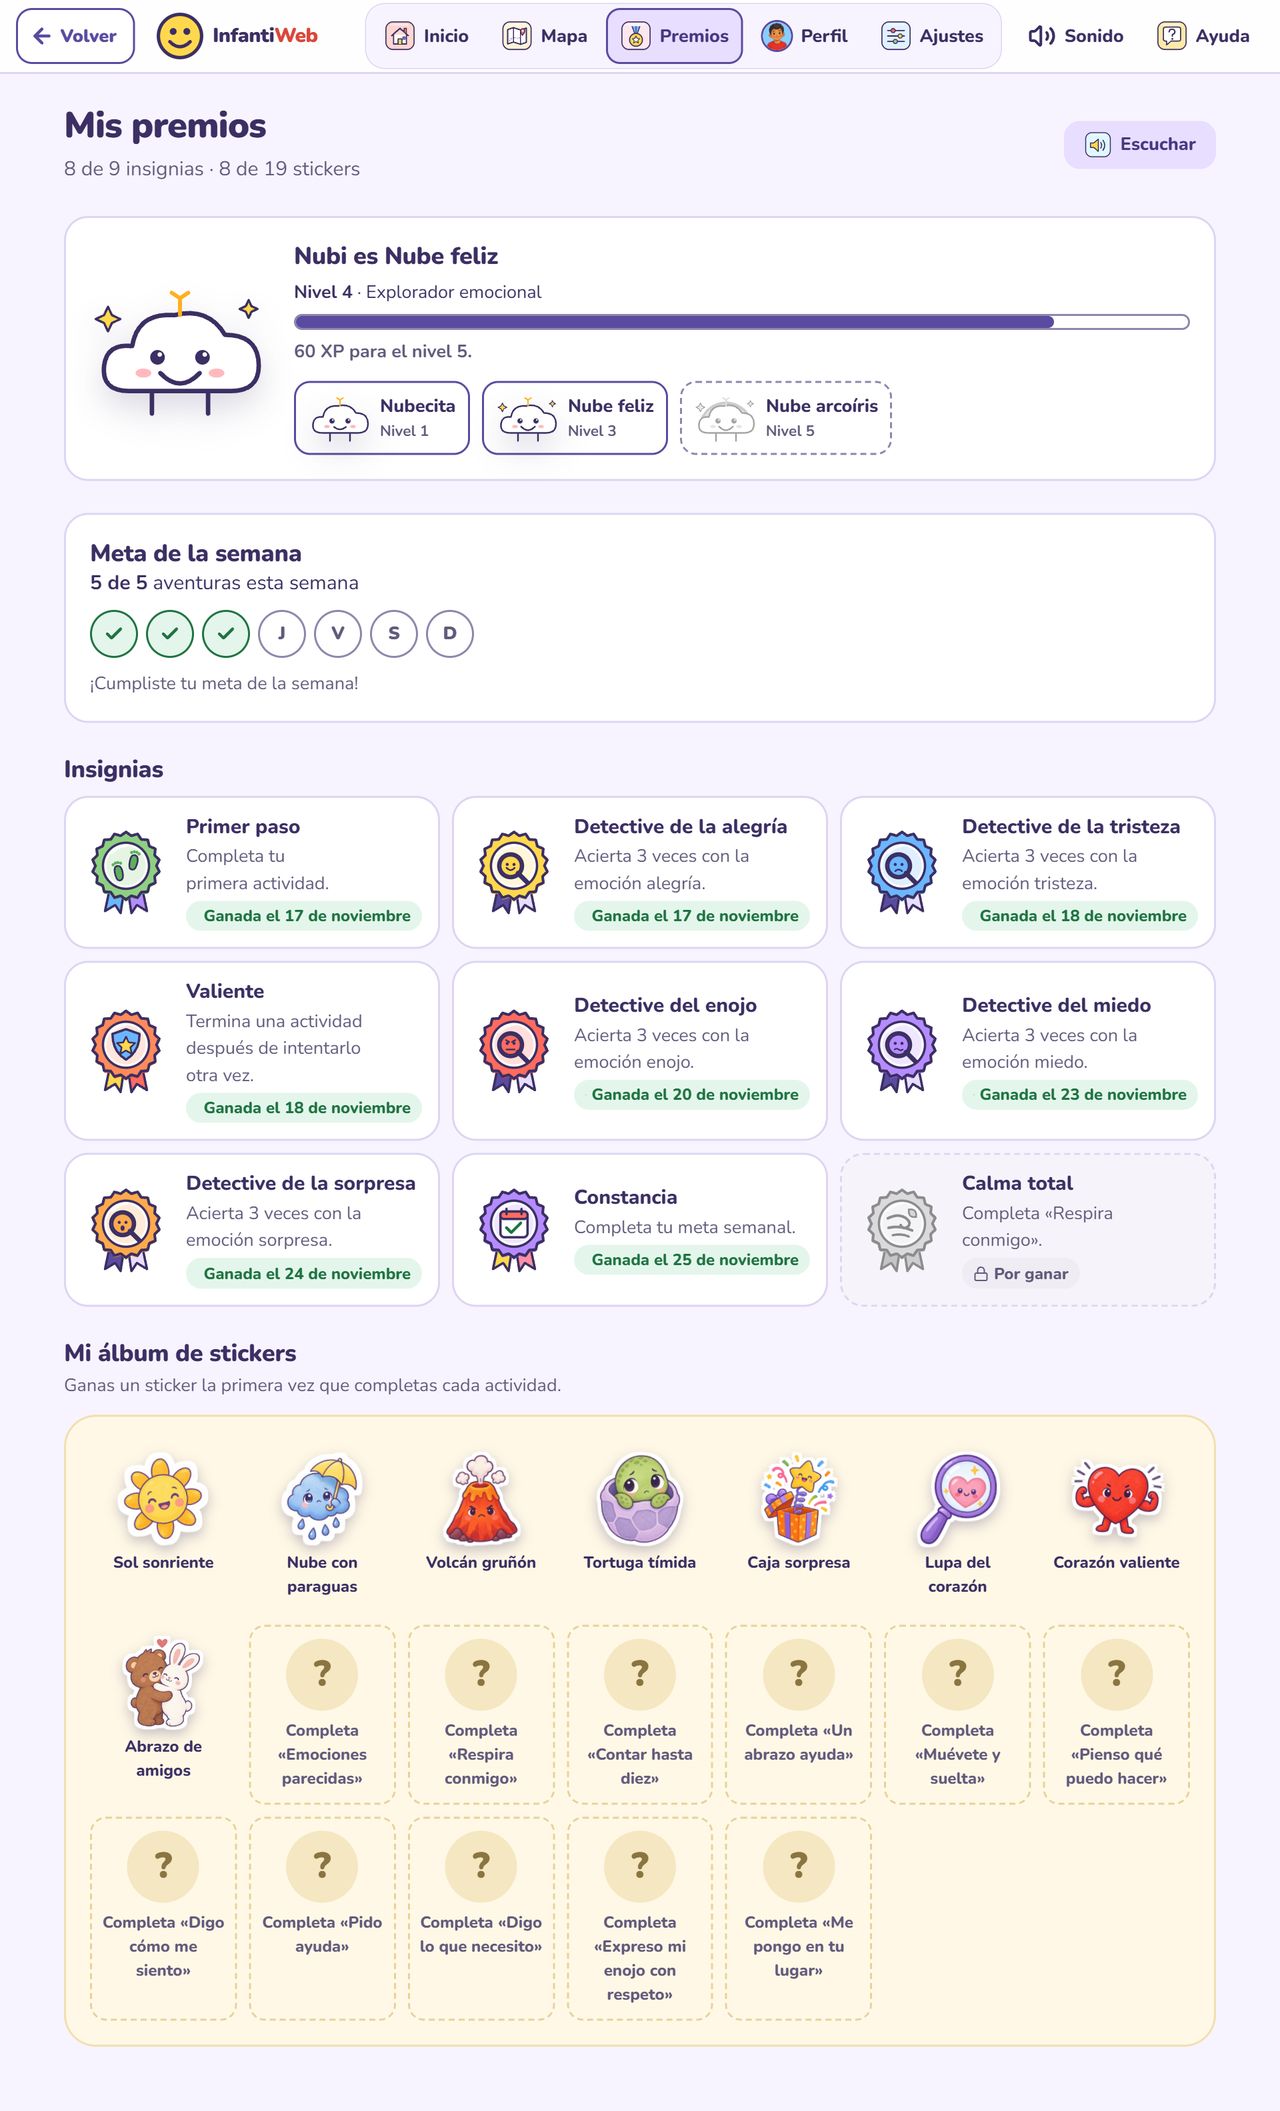 Volver
InfantiWeb
Inicio
Mapa
Premios
Perfil
Ajustes
Sonido
Ayuda
Mis premios
8 de 9 insignias · 8 de 19 stickers
Escuchar
Nubi es Nube feliz
Nivel 4 · Explorador emocional
60 XP para el nivel 5.
Nubecita
Nivel 1
Nube feliz
Nivel 3
Nube arcoíris
Nivel 5
Meta de la semana
5 de 5 aventuras esta semana
J V S D
¡Cumpliste tu meta de la semana!
Insignias
Primer paso
Completa tu
primera actividad.
Ganada el 17 de noviembre
Detective de la alegría
Acierta 3 veces con la
emoción alegría.
Ganada el 17 de noviembre
Detective de la tristeza
Acierta 3 veces con la
emoción tristeza.
Ganada el 18 de noviembre
Valiente
Termina una actividad
después de intentarlo
otra vez.
Ganada el 18 de noviembre
Detective del enojo
Acierta 3 veces con la
emoción enojo.
Ganada el 20 de noviembre
Detective del miedo
Acierta 3 veces con la
emoción miedo.
Ganada el 23 de noviembre
Detective de la sorpresa
Acierta 3 veces con la
emoción sorpresa.
Ganada el 24 de noviembre
Constancia
Completa tu meta semanal.
Ganada el 25 de noviembre
Calma total
Completa «Respira
conmigo».
Por ganar
Mi álbum de stickers
Ganas un sticker la primera vez que completas cada actividad.
Sol sonriente
Nube con
paraguas
Volcán gruñón
Tortuga tímida
Caja sorpresa
Lupa del
corazón
Corazón valiente
Abrazo de
amigos
?
Completa
«Emociones
parecidas»
?
Completa
«Respira
conmigo»
?
Completa
«Contar hasta
diez»
?
Completa «Un
abrazo ayuda»
?
Completa
«Muévete y
suelta»
?
Completa
«Pienso qué
puedo hacer»
?
Completa «Digo
cómo me
siento»
?
Completa «Pido
ayuda»
?
Completa «Digo
lo que necesito»
?
Completa
«Expreso mi
enojo con
respeto»
?
Completa «Me
pongo en tu
lugar»